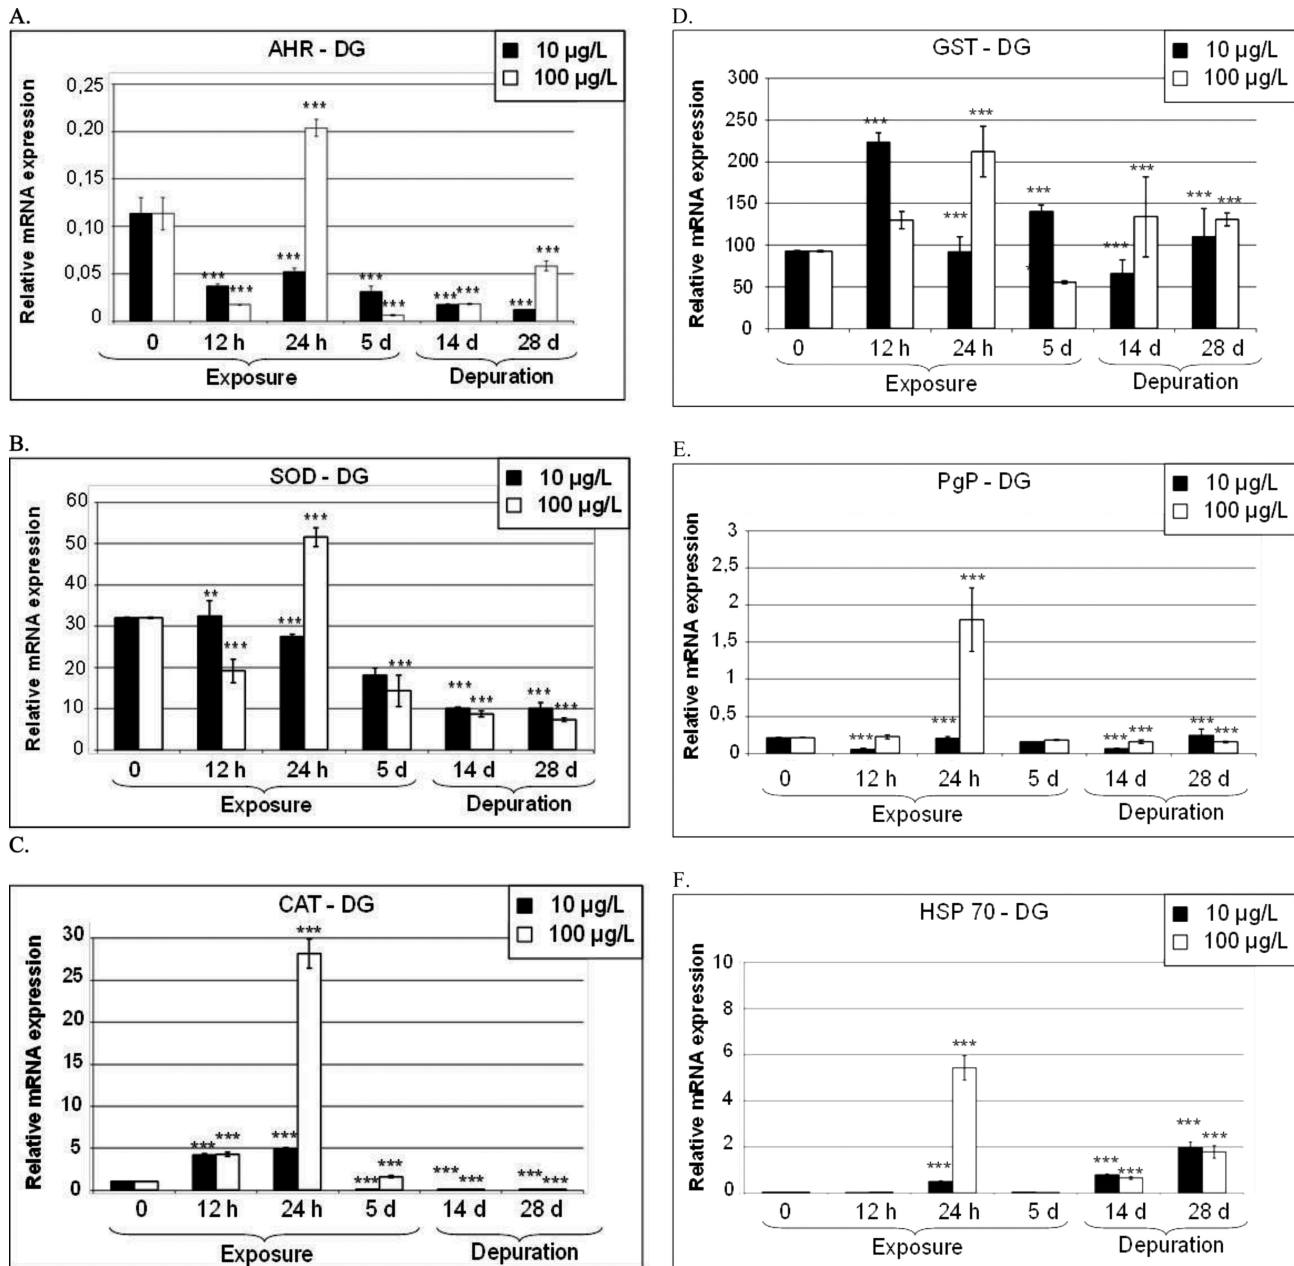 A.
AHR - DG
10 µg/L
100 µg/L
Relative mRNA expression
0,25
0,20
0,15
0,10
0,05
0
***
***
***
***
***
***
***
***
***
***
0 12 h 24 h 5 d 14 d 28 d
Exposure Depuration
B.
SOD - DG
10 µg/L
100 µg/L
Relative mRNA expression
60
50
40
30
20
10
0
**
***
***
***
***
***
***
***
***
0 12 h 24 h 5 d 14 d 28 d
Exposure Depuration
C.
CAT - DG
10 µg/L
100 µg/L
Relative mRNA expression
30
25
20
15
10
5
0
***
***
***
***
***
***
***
***
***
***
0 12 h 24 h 5 d 14 d 28 d
Exposure Depuration
D.
GST - DG
10 µg/L
100 µg/L
Relative mRNA expression
300
250
200
150
100
50
0
***
***
***
***
*
***
***
***
***
0 12 h 24 h 5 d 14 d 28 d
Exposure Depuration
E.
PgP - DG
10 µg/L
100 µg/L
Relative mRNA expression
3
2,5
2
1,5
1
0,5
0
***
***
***
***
***
***
***
0 12 h 24 h 5 d 14 d 28 d
Exposure Depuration
F.
HSP 70 - DG
10 µg/L
100 µg/L
Relative mRNA expression
10
8
6
4
2
0
***
***
***
***
***
***
0 12 h 24 h 5 d 14 d 28 d
Exposure Depuration